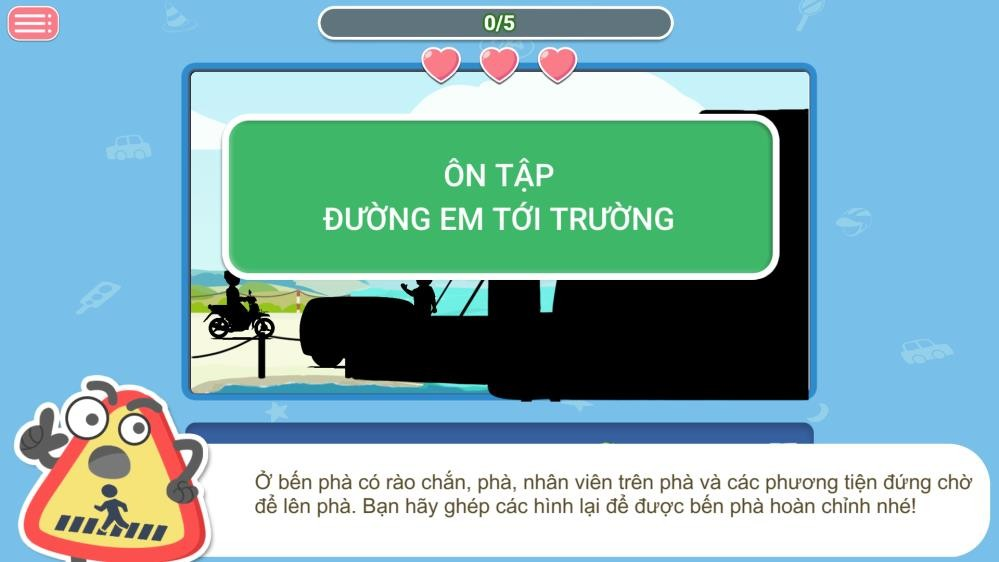 0/5
ÔN TẬP
ĐƯỜNG EM TỚI TRƯỜNG
Ở bến phà có rào chắn, phà, nhân viên trên phà và các phương tiện đứng chờ
để lên phà. Bạn hãy ghép các hình lại để được bến phà hoàn chỉnh nhé!